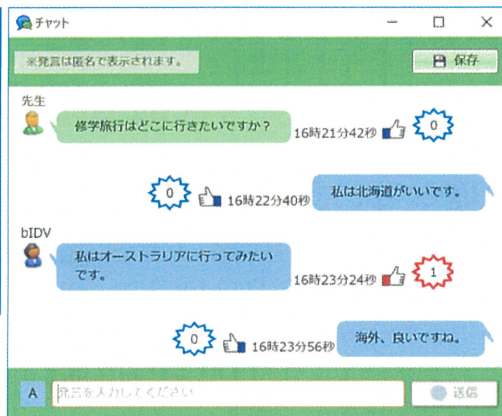 チャット
※発言は匿名で表示されます。
保存
先生
修学旅行はどこに行きたいですか？
16時21分42秒
0
0
16時22分40秒
私は北海道がいいです。
bIDV
私はオーストラリアに行ってみたい
です。
16時23分24秒
1
0
16時23分56秒
海外、良いですね。
A
発言を入力してください
送信